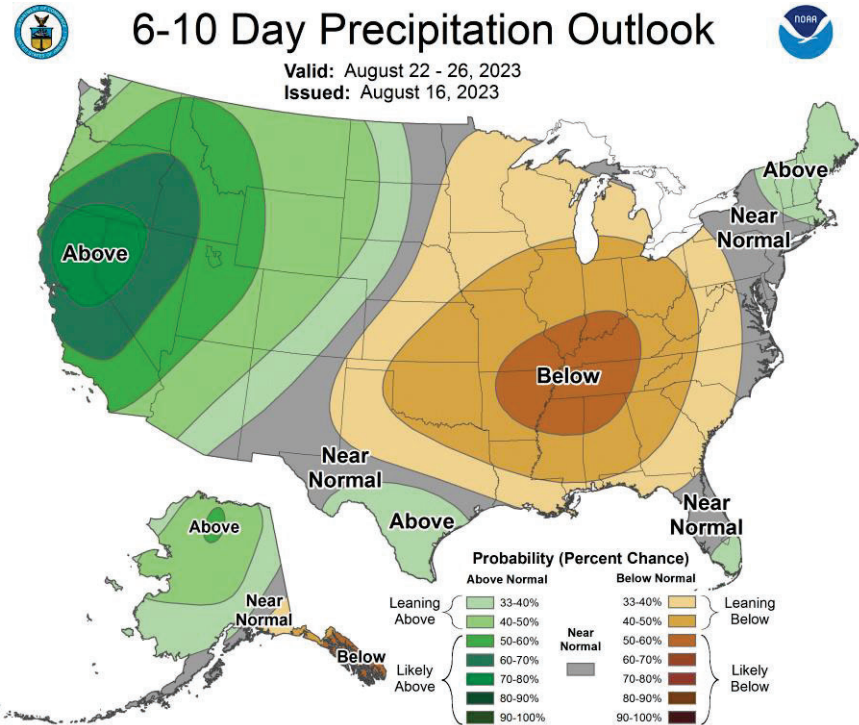 6-10 Day Precipitation Outlook
NOAA
Valid: August 22 - 26, 2023
Issued: August 16, 2023
Above
Near
Normal
Above
Below
Near
Normal
Above
Near
Normal
Above
Near
Normal
Below
Probability (Percent Chance)
Above Normal
Below Normal
Leaning
Above
33-40%
40-50%
Likely
Above
50-60%
60-70%
70-80%
80-90%
90-100%
Near
Normal
33-40%
40-50%
Leaning
Below
50-60%
60-70%
70-80%
80-90%
90-100%
Likely
Below